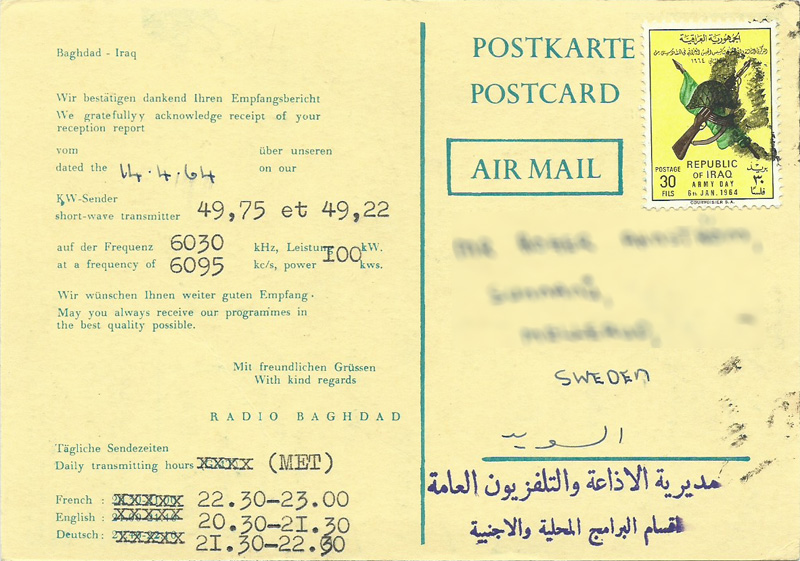 Baghdad - Iraq
Wir bestätigen dankend Ihren Empfangsbericht
We gratefullyy acknowledge receipt of your
reception report
vom über unseren
dated the 14.4.64 on our
KW-Sender
short-wave transmitter 49,75 et 49,22
auf der Frequenz 6030 kHz, Leistung 100 kW.
at a frequency of 6095 kc/s, power kws.
Wir wünschen Ihnen weiter guten Empfang.
May you always receive our programmes in
the best quality possible.
Mit freundlichen Grüssen
With kind regards
RADIO BAGHDAD
Tägliche Sendezeiten
Daily transmitting hours xxxx (MET)
French : 22.30-23.00
English : 20.30-21.30
Deutsch : 21.30-22.30
POSTKARTE
POSTCARD
AIR MAIL
الجمهورية العراقية
١٩٦٤
POSTAGE
30
FILS
REPUBLIC
OF IRAQ
ARMY DAY
6TH JAN. 1964
بريد
٣٠
فلسا
COURVOISIER S.A.
SWEDEN
السويد
مديرية الاذاعة والتلفزيون العامة
اقسام البرامج المحلية والاجنبية